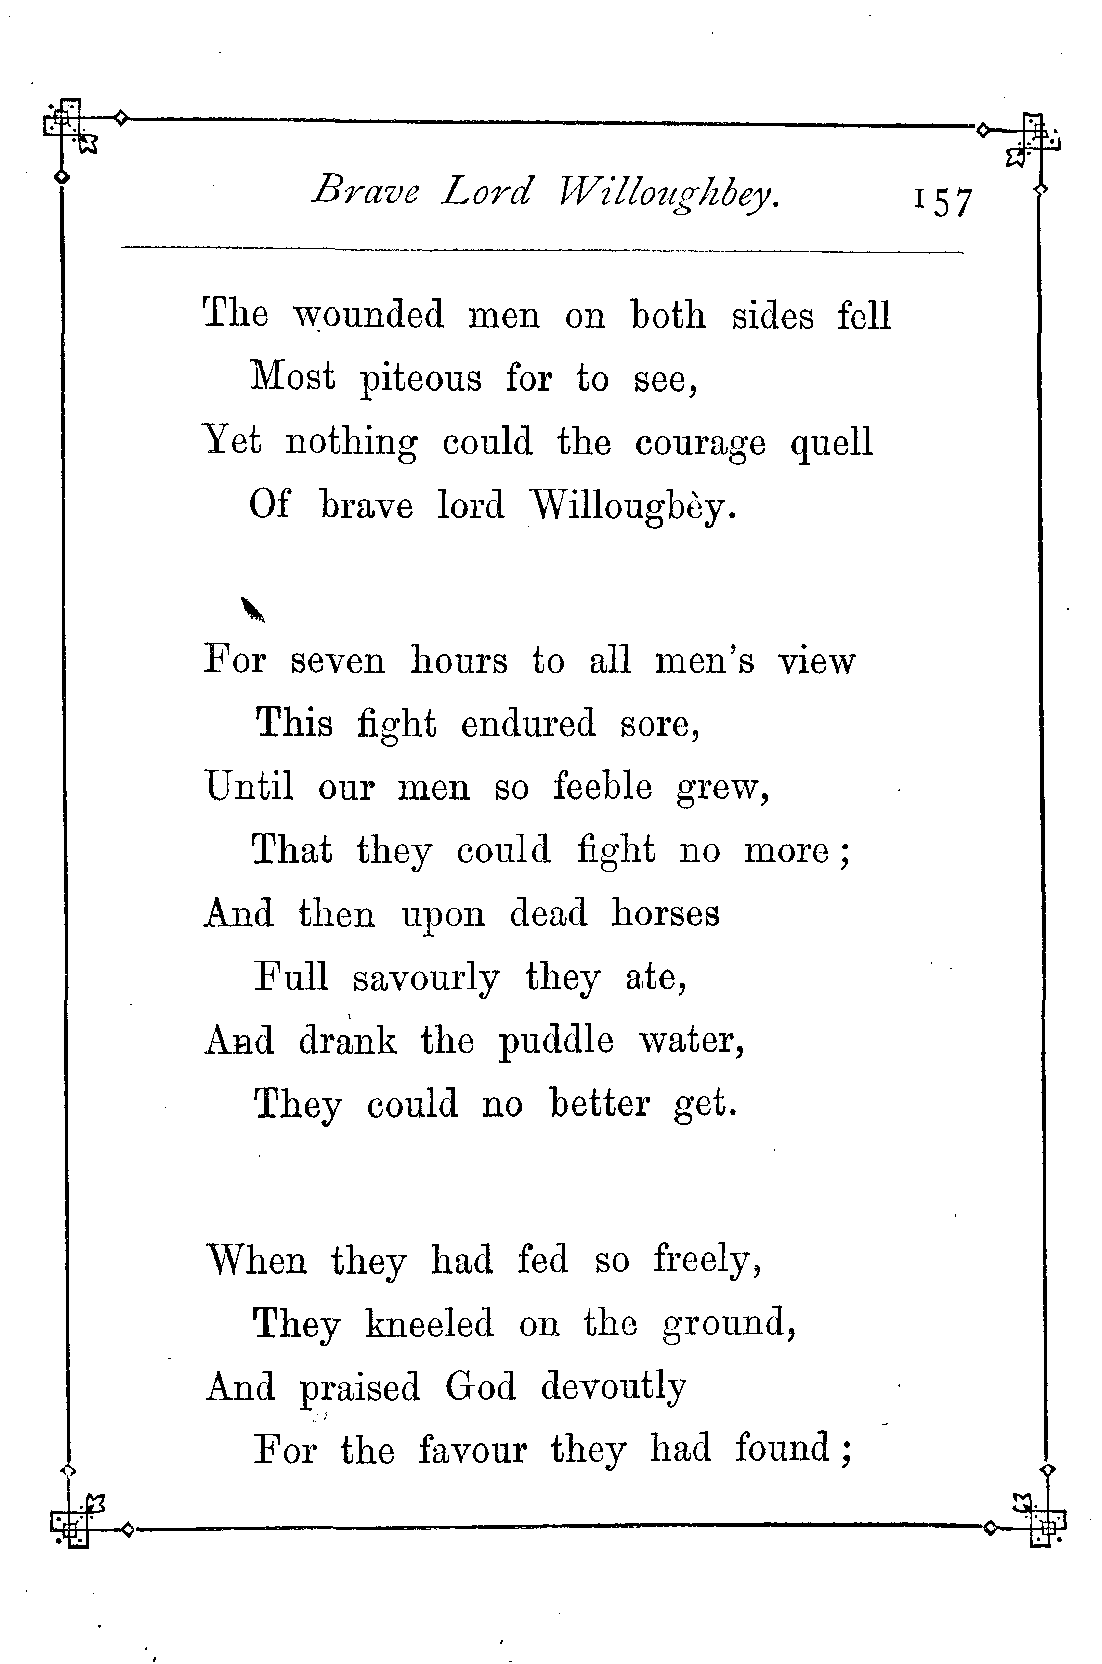 Brave Lord Willoughbey. 157
The wounded men on both sides fell
Most piteous for to see,
Yet nothing could the courage quell
Of brave lord Willougbèy.
For seven hours to all men's view
This fight endured sore,
Until our men so feeble grew,
That they could fight no more ;
And then upon dead horses
Full savourly they ate,
And drank the puddle water,
They could no better get.
When they had fed so freely,
They kneeled on the ground,
And praised God devoutly
For the favour they had found ;